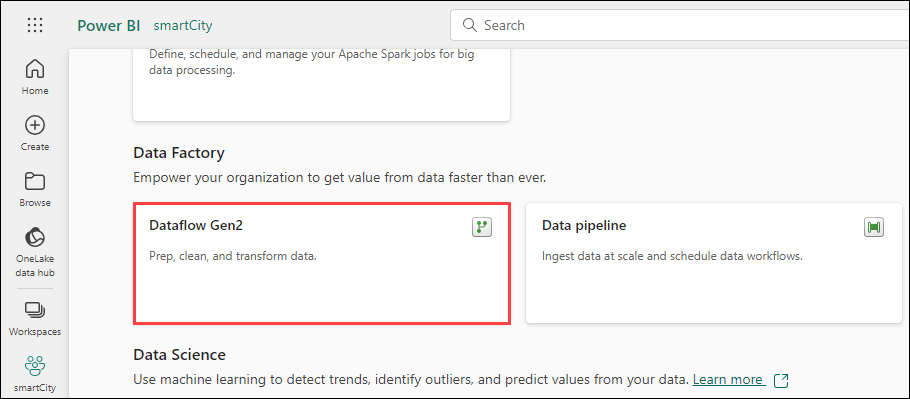 Power BI smartCity
Search
Home
Create
Browse
OneLake
data hub
Workspaces
smartCity
Define, schedule, and manage your Apache Spark jobs for big
data processing.
Data Factory
Empower your organization to get value from data faster than ever.
Dataflow Gen2
Prep, clean, and transform data.
Data pipeline
Ingest data at scale and schedule data workflows.
Data Science
Use machine learning to detect trends, identify outliers, and predict values from your data. Learn more